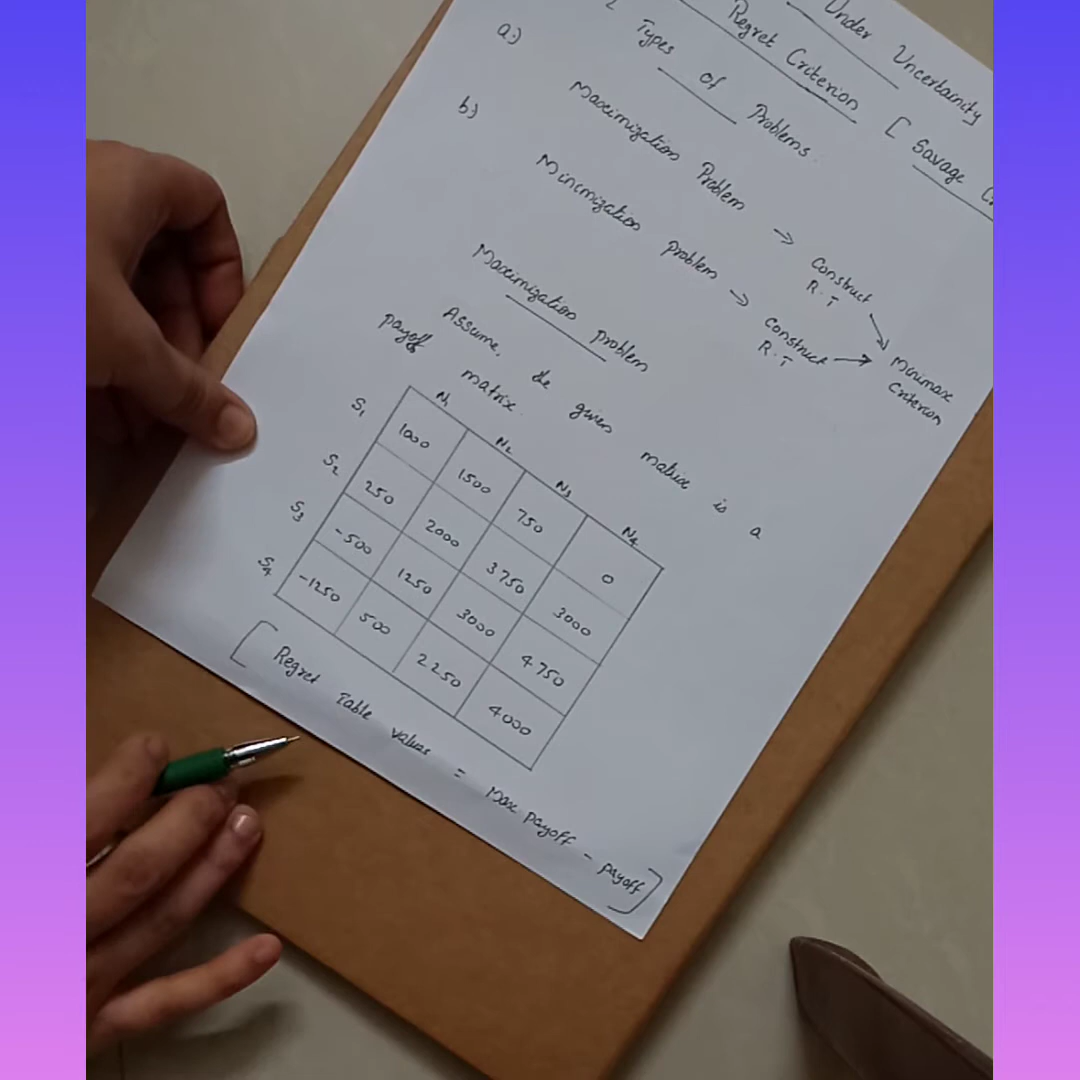 Under Uncertainity
Regret Criterion [ Savage
Types of Problems :
a.) Maximization Problem → Construct R.T
b.) Minimization problem → Construct R.T → Minimax Criterion
Maximization problem
Assume, the given matrix is a
payoff matrix.
N1 N2 N3 N4
S1 1000 1500 750 0
S2 250 2000 3750 3000
S3 -500 1250 3000 4750
S4 -1250 500 2250 4000
[ Regret Table values = Max payoff - payoff ]